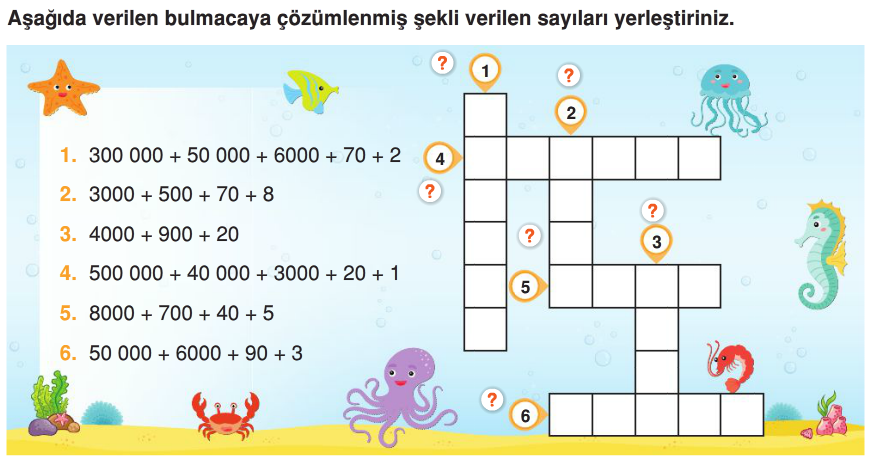 Aşağıda verilen bulmacaya çözümlenmiş şekli verilen sayıları yerleştiriniz.
1. 300 000 + 50 000 + 6000 + 70 + 2
2. 3000 + 500 + 70 + 8
3. 4000 + 900 + 20
4. 500 000 + 40 000 + 3000 + 20 + 1
5. 8000 + 700 + 40 + 5
6. 50 000 + 6000 + 90 + 3
? 1
?
2
4
?
?
? 3
5
? 6